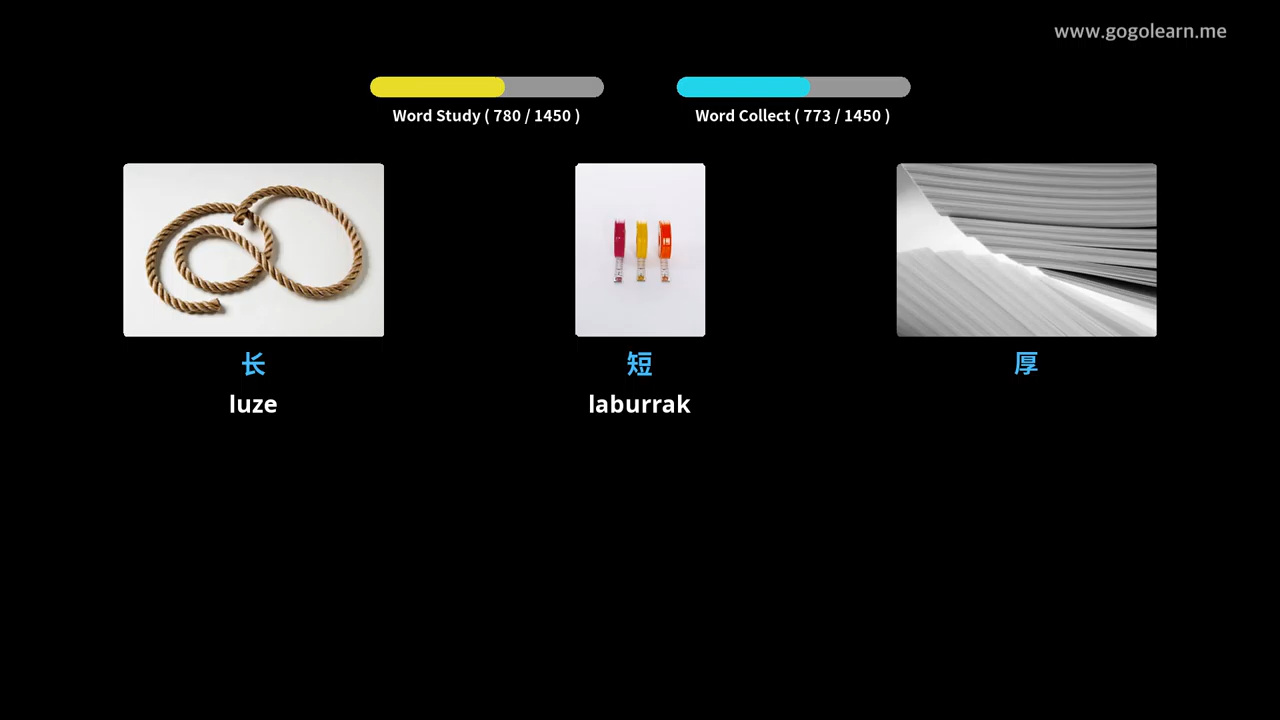 www.gogolearn.me
Word Study ( 780 / 1450 )
Word Collect ( 773 / 1450 )
长
短
厚
luze
laburrak